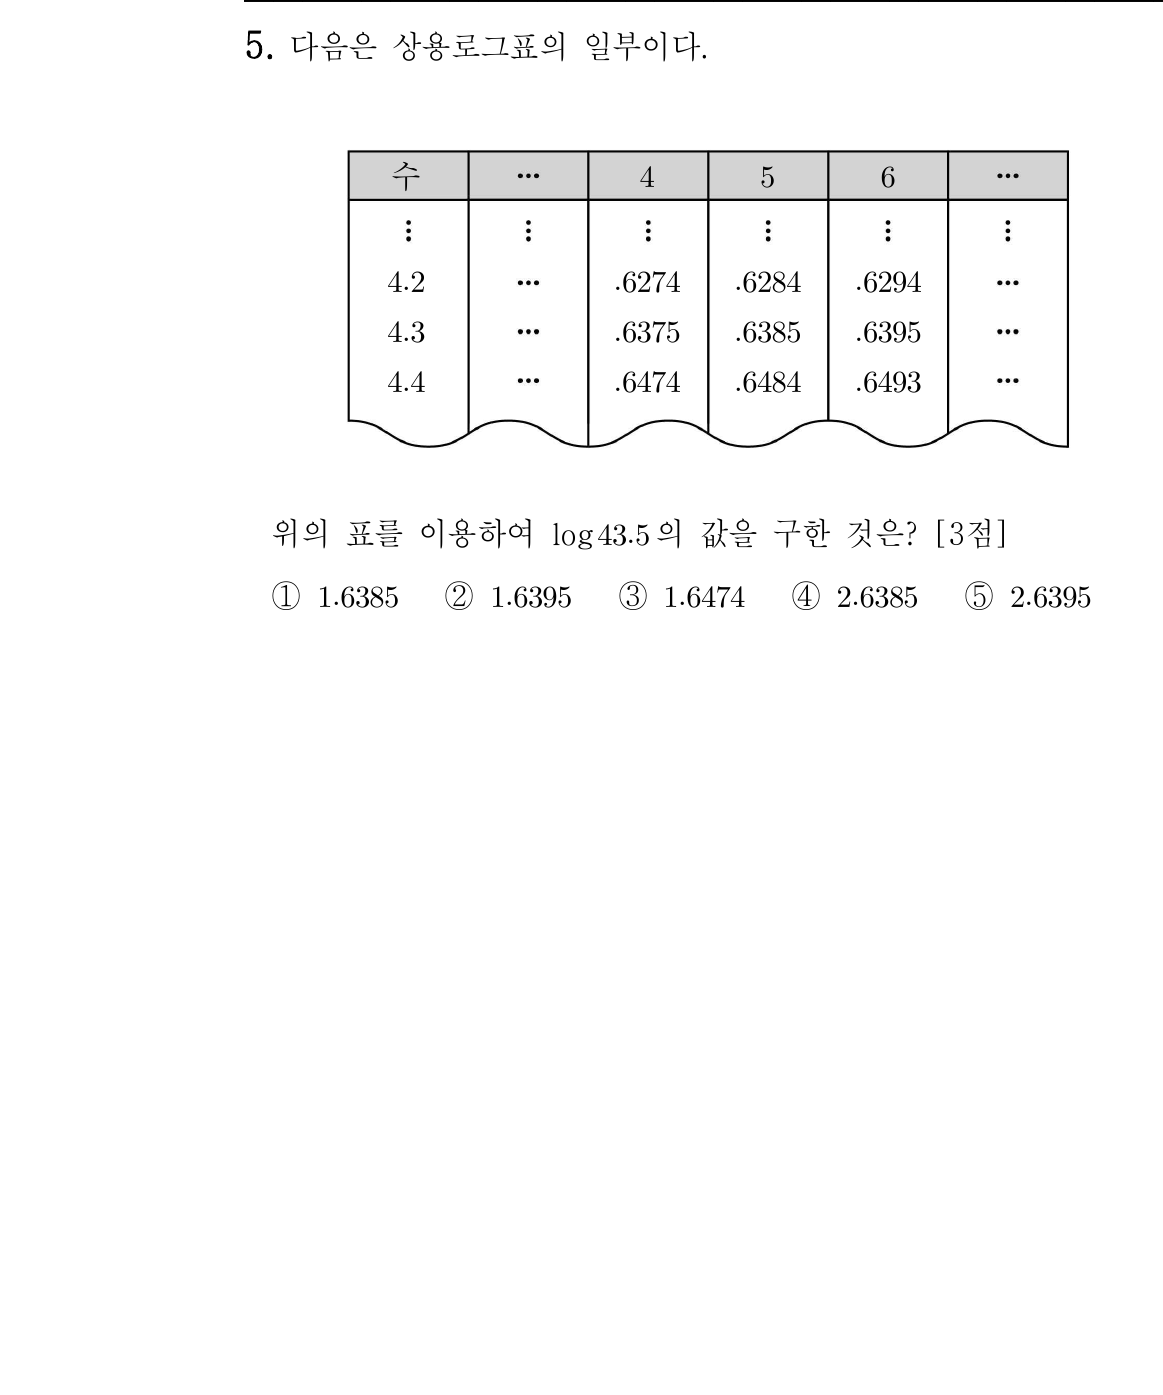 5. 다음은 상용로그표의 일부이다.
수 ⋯ 4 5 6 ⋯
⋮ ⋮ ⋮ ⋮ ⋮ ⋮
4.2 ⋯ .6274 .6284 .6294 ⋯
4.3 ⋯ .6375 .6385 .6395 ⋯
4.4 ⋯ .6474 .6484 .6493 ⋯
위의 표를 이용하여 log43.5의 값을 구한 것은? [3점]
① 1.6385 ② 1.6395 ③ 1.6474 ④ 2.6385 ⑤ 2.6395